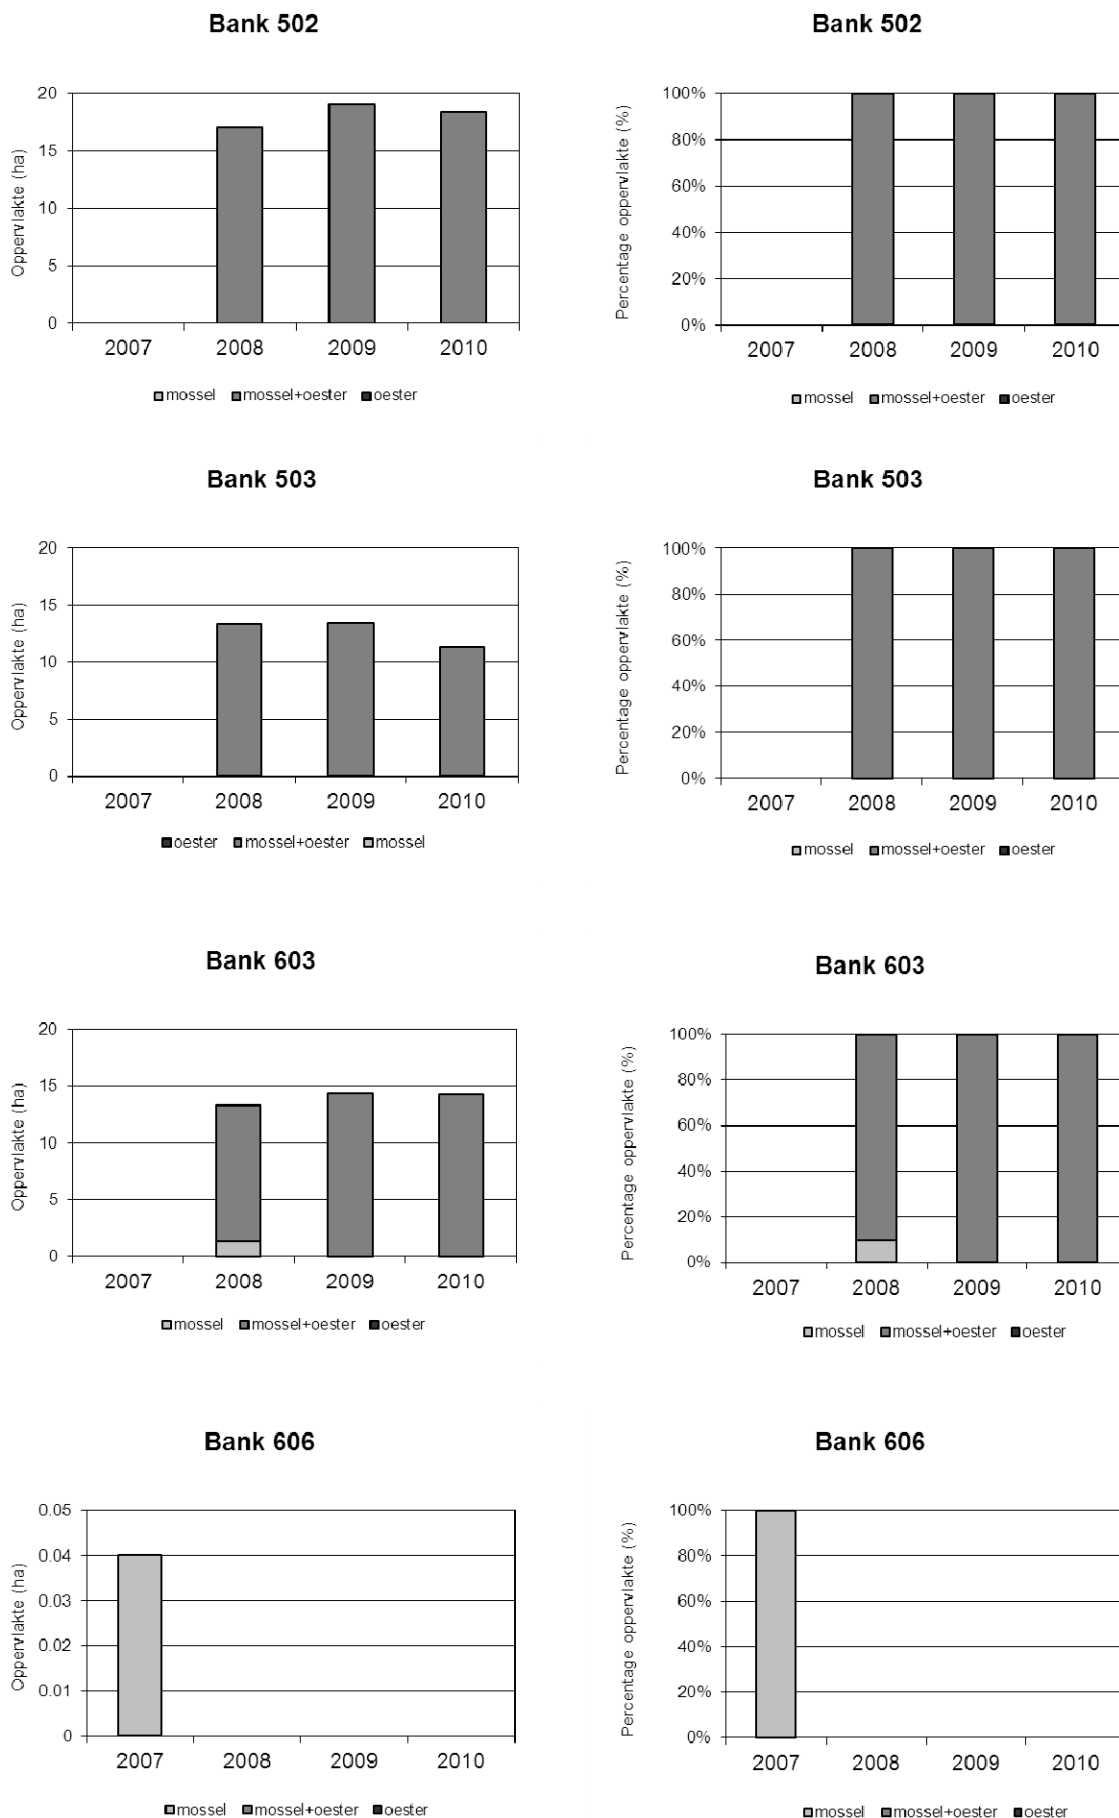 Bank 502
Bank 502
Oppervlakte (ha)
20
15
10
5
0
2007 2008 2009 2010
mossel mossel+oester oester
Percentage oppervlakte (%)
100%
80%
60%
40%
20%
0%
2007 2008 2009 2010
mossel mossel+oester oester
Bank 503
Bank 503
Oppervlakte (ha)
20
15
10
5
0
2007 2008 2009 2010
oester mossel+oester mossel
Percentage oppervlakte (%)
100%
80%
60%
40%
20%
0%
2007 2008 2009 2010
mossel mossel+oester oester
Bank 603
Bank 603
Oppervlakte (ha)
20
15
10
5
0
2007 2008 2009 2010
mossel mossel+oester oester
Percentage oppervlakte (%)
100%
80%
60%
40%
20%
0%
2007 2008 2009 2010
mossel mossel+oester oester
Bank 606
Bank 606
Oppervlakte (ha)
0.05
0.04
0.03
0.02
0.01
0
2007 2008 2009 2010
mossel mossel+oester oester
Percentage oppervlakte (%)
100%
80%
60%
40%
20%
0%
2007 2008 2009 2010
mossel mossel+oester oester